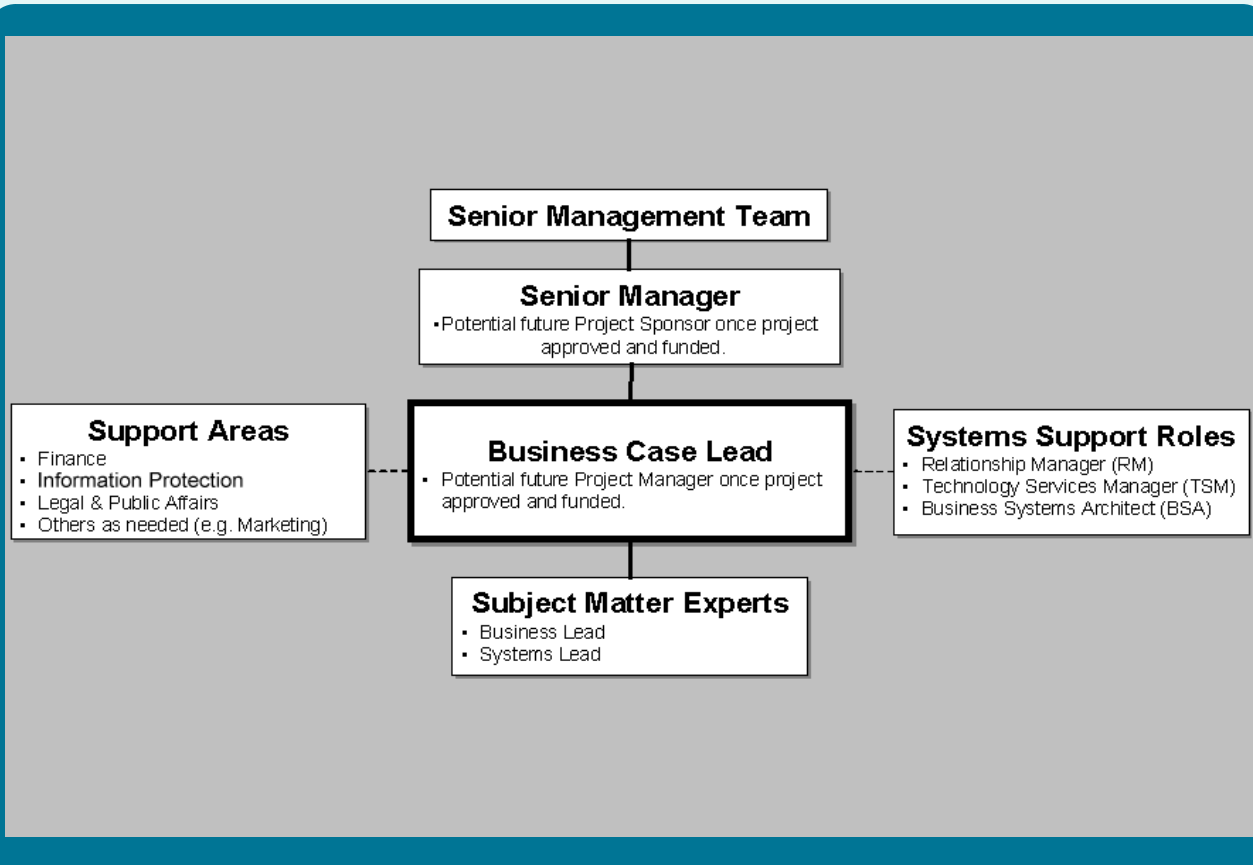 Senior Management Team
Senior Manager
▪Potential future Project Sponsor once project
approved and funded.
Support Areas
▪ Finance
▪ Information Protection
▪ Legal & Public Affairs
▪ Others as needed (e.g. Marketing)
Business Case Lead
▪ Potential future Project Manager once project
approved and funded.
Systems Support Roles
▪ Relationship Manager (RM)
▪ Technology Services Manager (TSM)
▪ Business Systems Architect (BSA)
Subject Matter Experts
▪ Business Lead
▪ Systems Lead